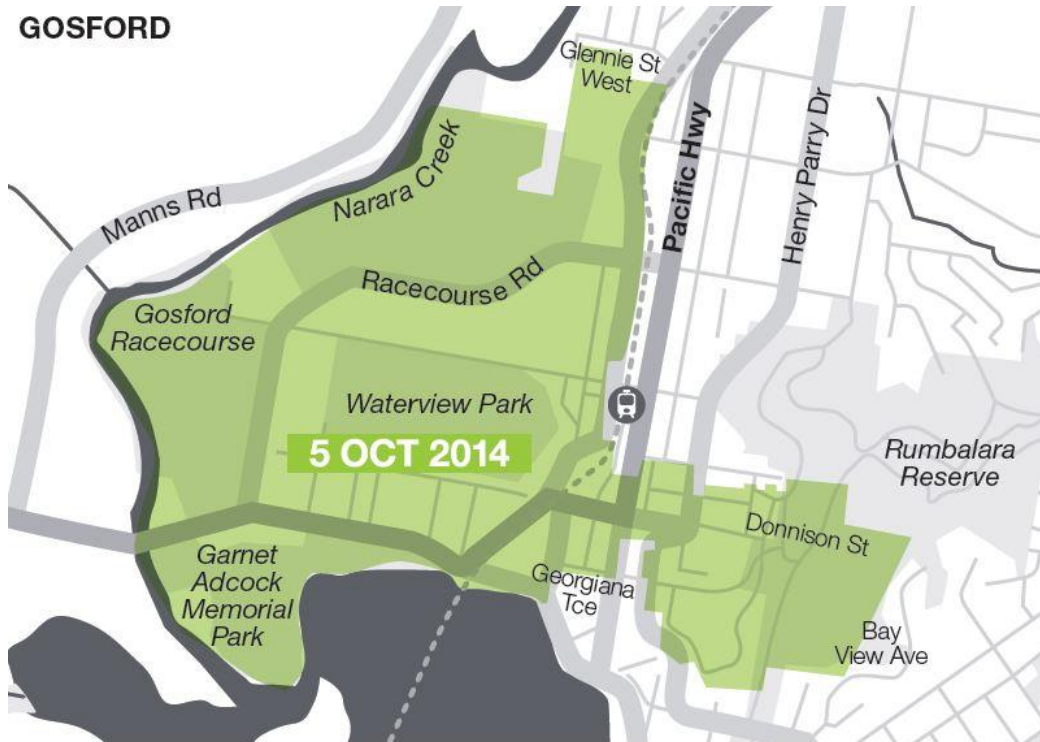 GOSFORD
Glennie St
West
Narara Creek
Manns Rd
Pacific Hwy
Henry Parry Dr
Racecourse Rd
Gosford
Racecourse
Waterview Park
5 OCT 2014
Rumbalara
Reserve
Donnison St
Garnet
Adcock
Memorial
Park
Georgiana
Tce
Bay
View Ave